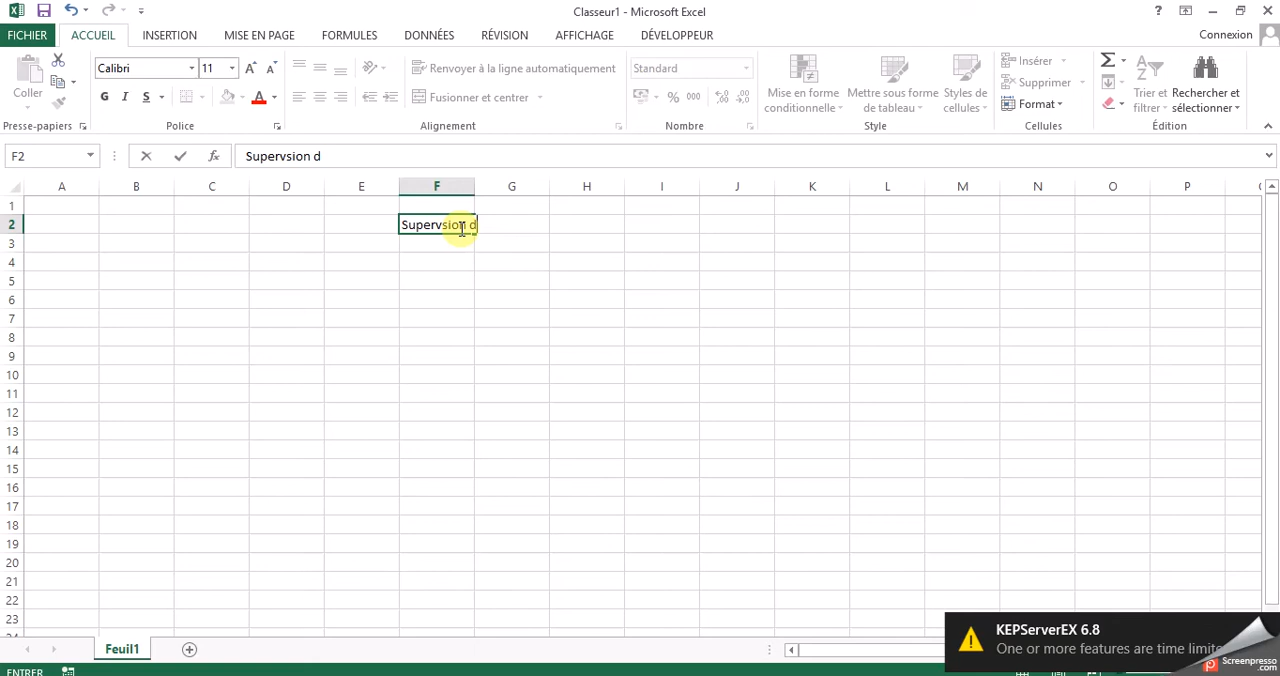 Classeur1 - Microsoft Excel
?
FICHIER ACCUEIL INSERTION MISE EN PAGE FORMULES DONNÉES RÉVISION AFFICHAGE DÉVELOPPEUR Connexion
Coller
Calibri 11 A A
G I S A
Renvoyer à la ligne automatiquement
Fusionner et centrer
Standard
% 000
Mise en forme
conditionnelle
Mettre sous forme
de tableau
Styles de
cellules
Insérer
Supprimer
Format
Σ
Trier et
filtrer
Rechercher et
sélectionner
Presse-papiers Police Alignement Nombre Style Cellules Édition
F2 fx Supervsion d
A B C D E F G H I J K L M N O P
1
2 Supervsion d
3
4
5
6
7
8
9
10
11
12
13
14
15
16
17
18
19
20
21
22
23
KEPServerEX 6.8
One or more features are time limite
Screenpresso
.com
Feuil1
ENTRER